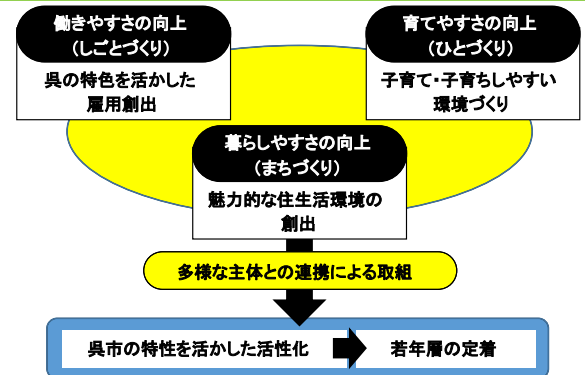 働きやすさの向上
(しごとづくり)
呉の特色を活かした
雇用創出
育てやすさの向上
(ひとづくり)
子育て・子育ちしやすい
環境づくり
暮らしやすさの向上
(まちづくり)
魅力的な住生活環境の
創出
多様な主体との連携による取組
呉市の特性を活かした活性化
若年層の定着